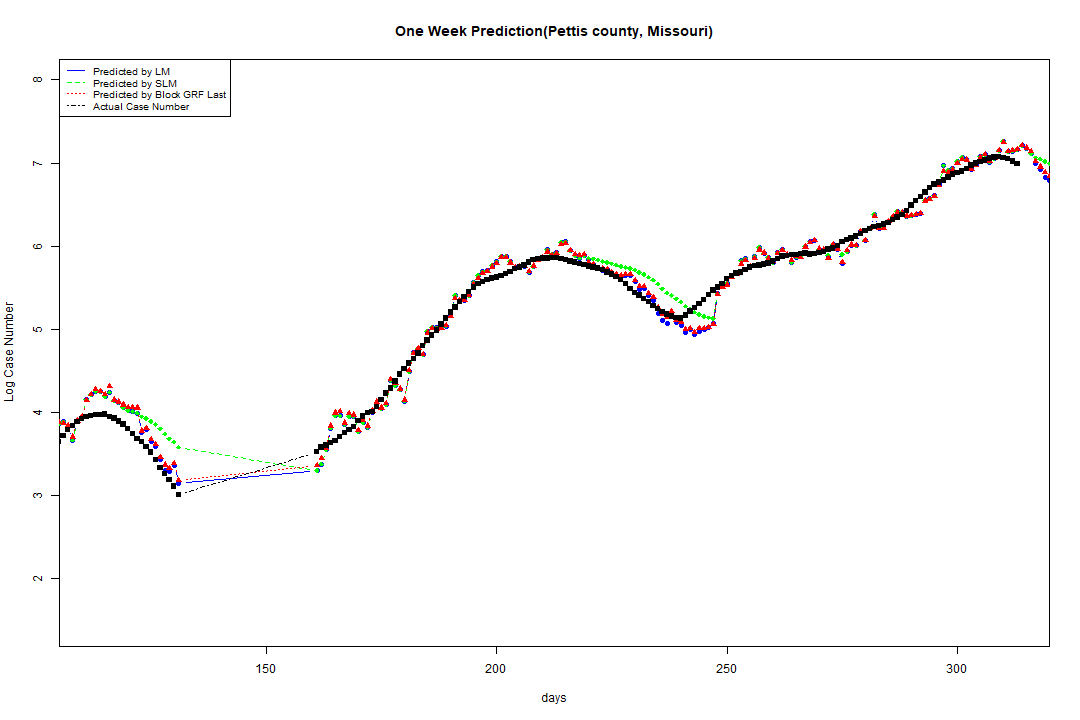 One Week Prediction(Pettis county, Missouri)
Predicted by LM
Predicted by SLM
Predicted by Block GRF Last
Actual Case Number
8
7
6
5
4
3
2
Log Case Number
150 200 250 300
days